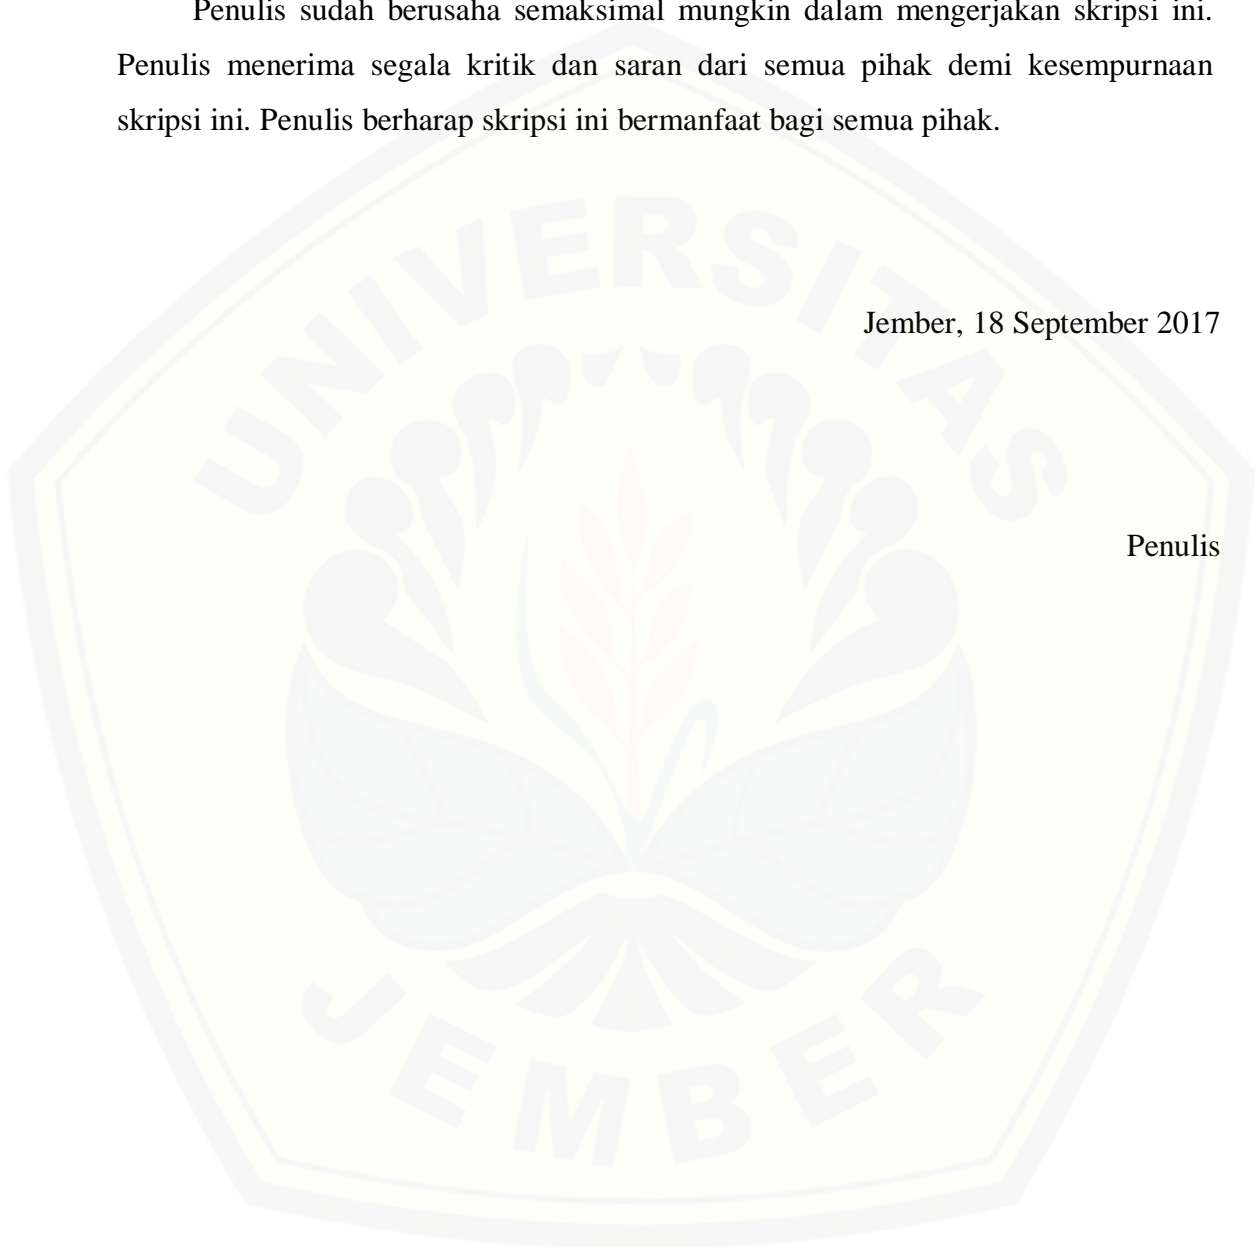 Penulis sudah berusaha semaksimal mungkin dalam mengerjakan skripsi ini.
Penulis menerima segala kritik dan saran dari semua pihak demi kesempurnaan
skripsi ini. Penulis berharap skripsi ini bermanfaat bagi semua pihak.
UNIVERSITAS
Jember, 18 September 2017
Penulis
JEMBER